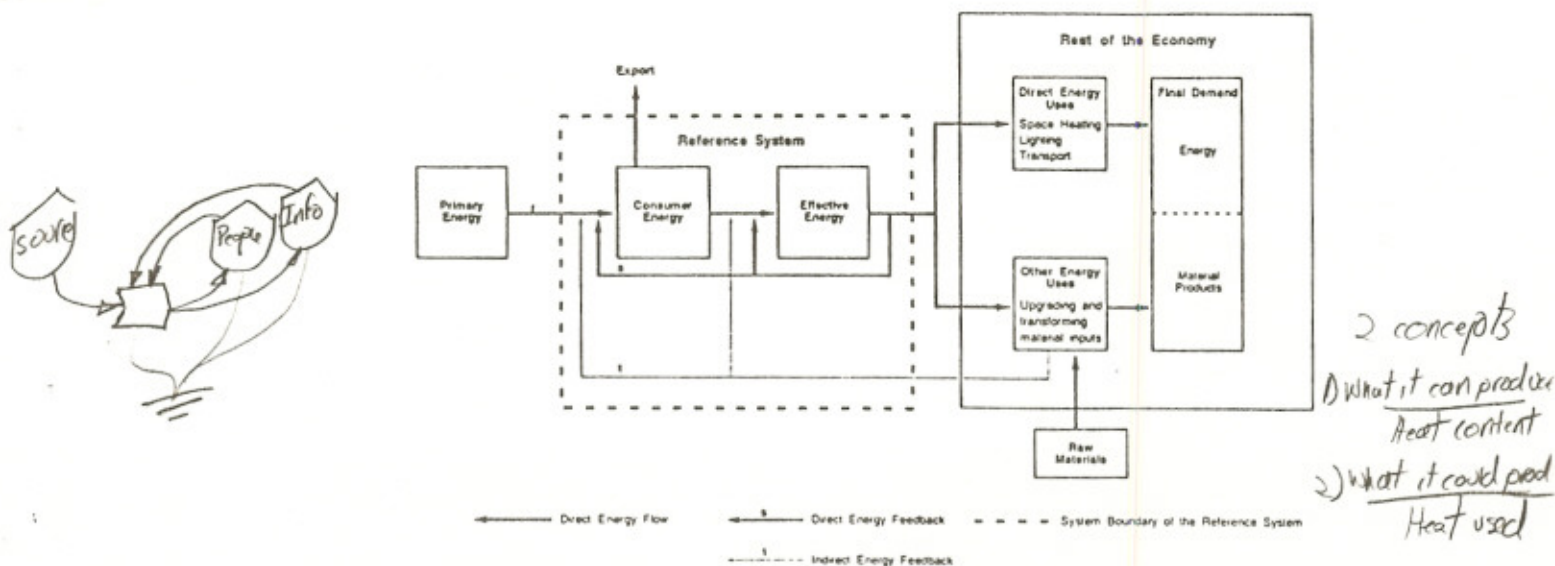 Source
People
Info
Export
Reference System
Primary
Energy
Consumer
Energy
Effective
Energy
s
t
Rest of the Economy
Direct Energy
Uses
Space Heating
Lighting
Transport
Final Demand
Energy
Material
Products
Other Energy
Uses
Upgrading and
transforming
material inputs
Raw
Materials
2 concepts
1) What it can produce
Heat content
2) What it could prod
Heat used
Direct Energy Flow
s
Direct Energy Feedback
System Boundary of the Reference System
t
Indirect Energy Feedback